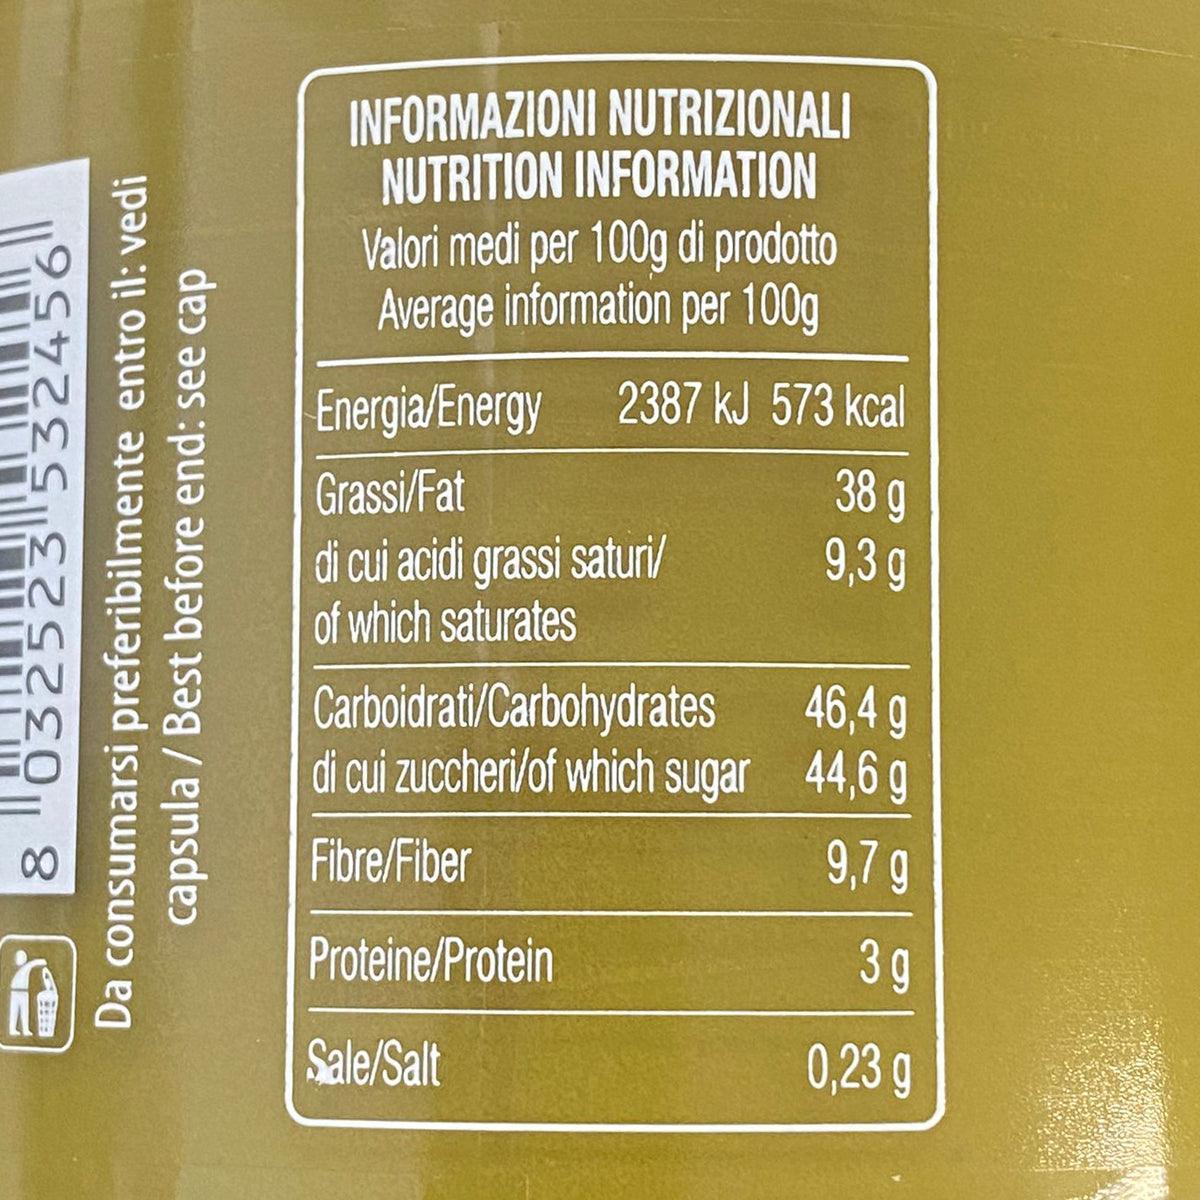 INFORMAZIONI NUTRIZIONALI
NUTRITION INFORMATION
Valori medi per 100g di prodotto
Average information per 100g
Energia/Energy 2387 kJ 573 kcal
Grassi/Fat 38 g
di cui acidi grassi saturi/ 9,3 g
of which saturates
Carboidrati/Carbohydrates 46,4 g
di cui zuccheri/of which sugar 44,6 g
Fibre/Fiber 9,7 g
Proteine/Protein 3 g
Sale/Salt 0,23 g
8 032523 532456
Da consumarsi preferibilmente entro il: vedi
capsula / Best before end: see cap